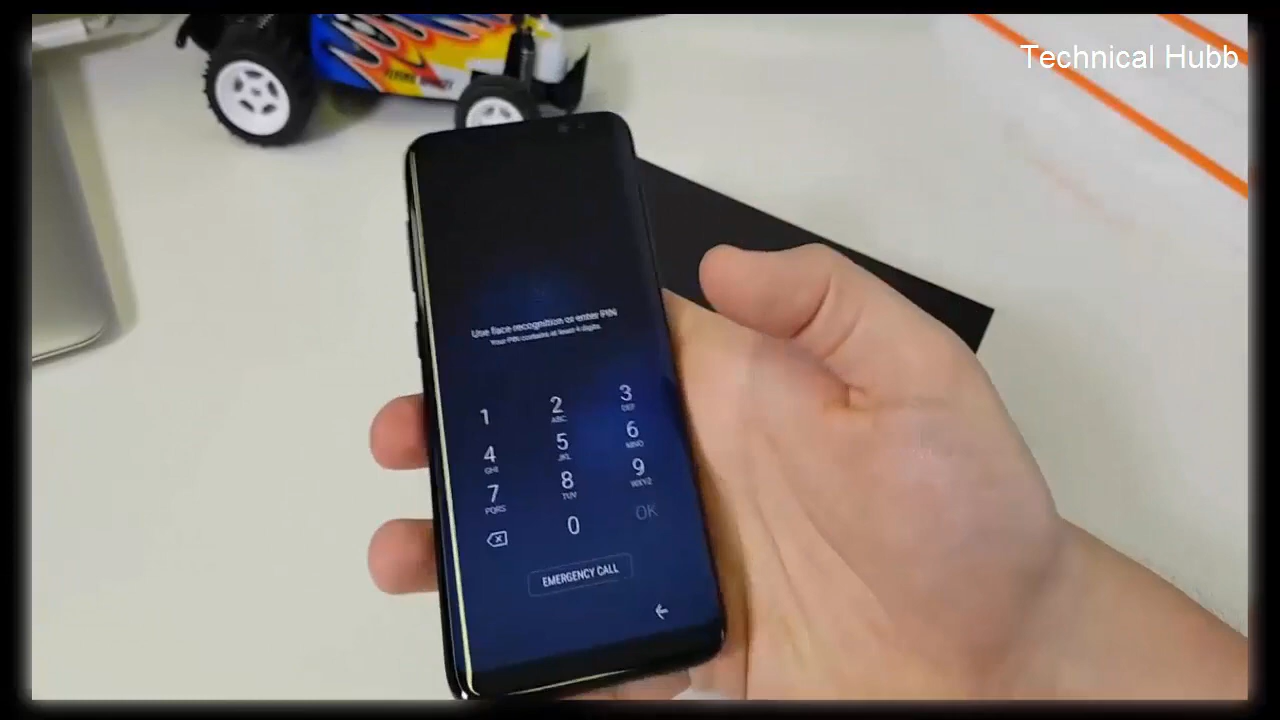 Technical Hubb
Use face recognition or enter PIN
Your PIN contains at least 4 digits.
1 2 ABC 3 DEF
4 GHI 5 JKL 6 MNO
7 PQRS 8 TUV 9 WXYZ
0 OK
EMERGENCY CALL